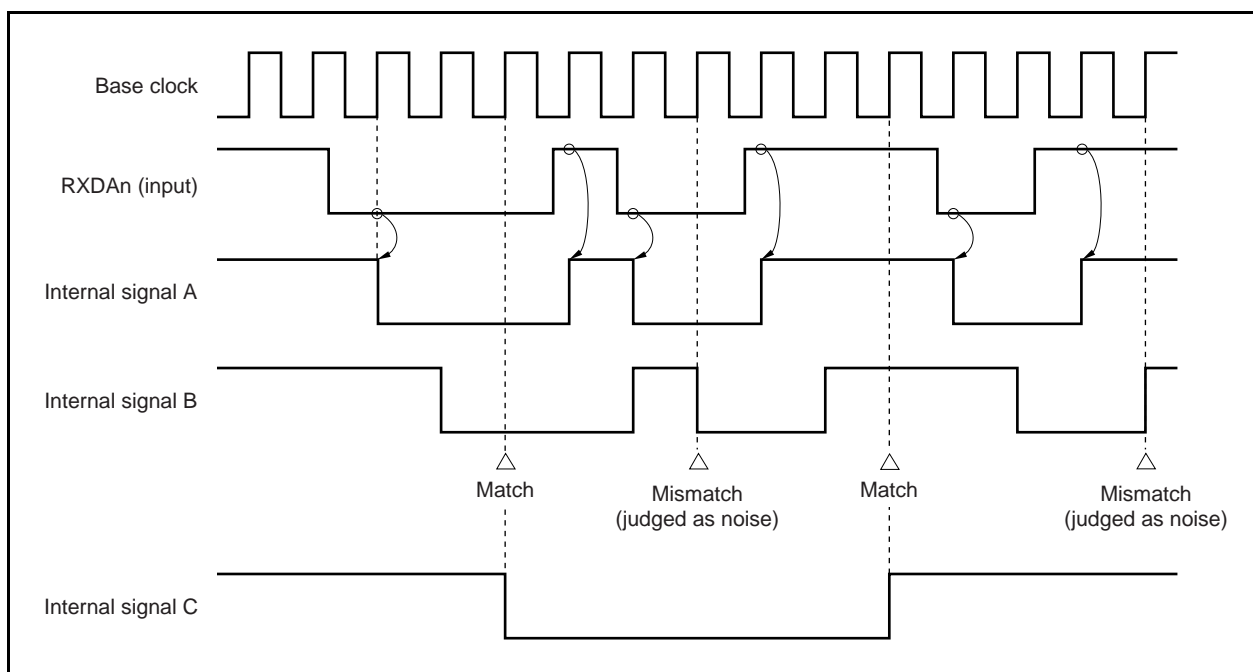 Base clock
RXDAn (input)
Internal signal A
Internal signal B
Match
Mismatch
(judged as noise)
Match
Mismatch
(judged as noise)
Internal signal C